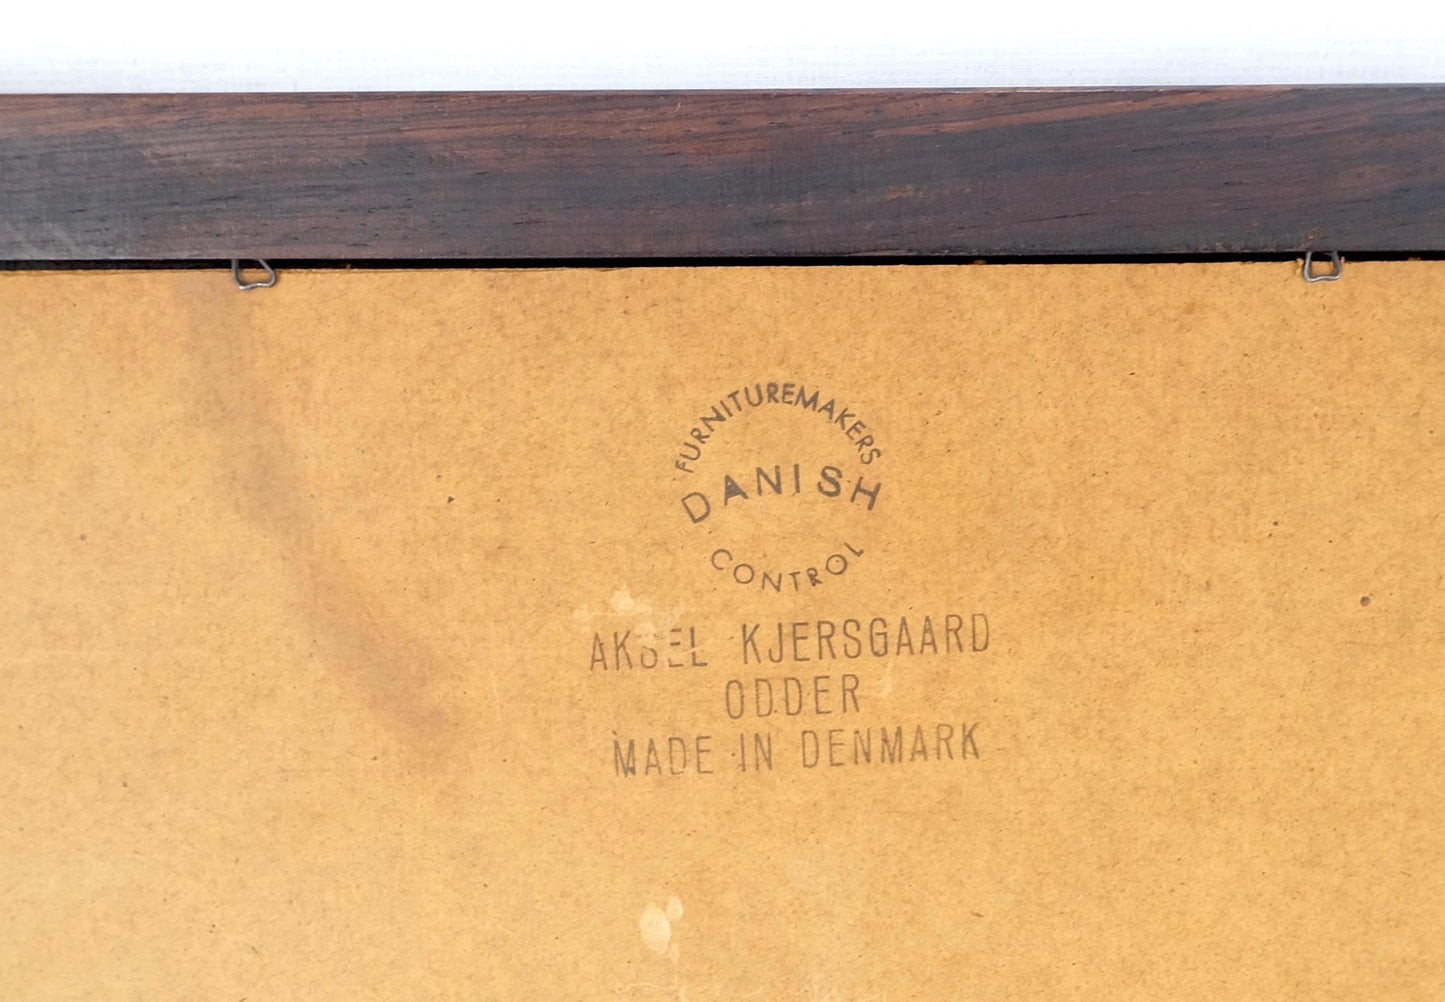 FURNITUREMAKERS
DANISH
CONTROL
AKSEL KJERSGAARD
ODDER
MADE IN DENMARK